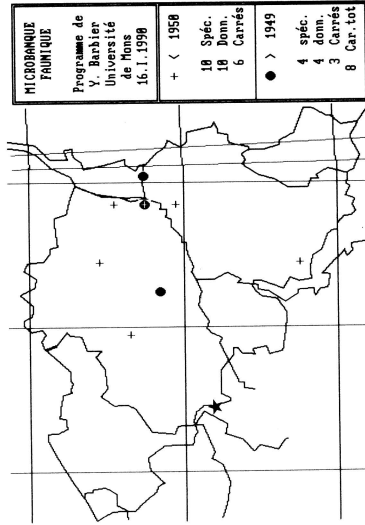 MICROBANQUE
FAUNIQUE
Programme de
Y. Barbier
Université
de Mons
16.I.1990
+ < 1950
10 Spéc.
10 Donn.
6 Carrés
● > 1949
4 spéc.
4 donn.
3 Carrés
8 Car.tot